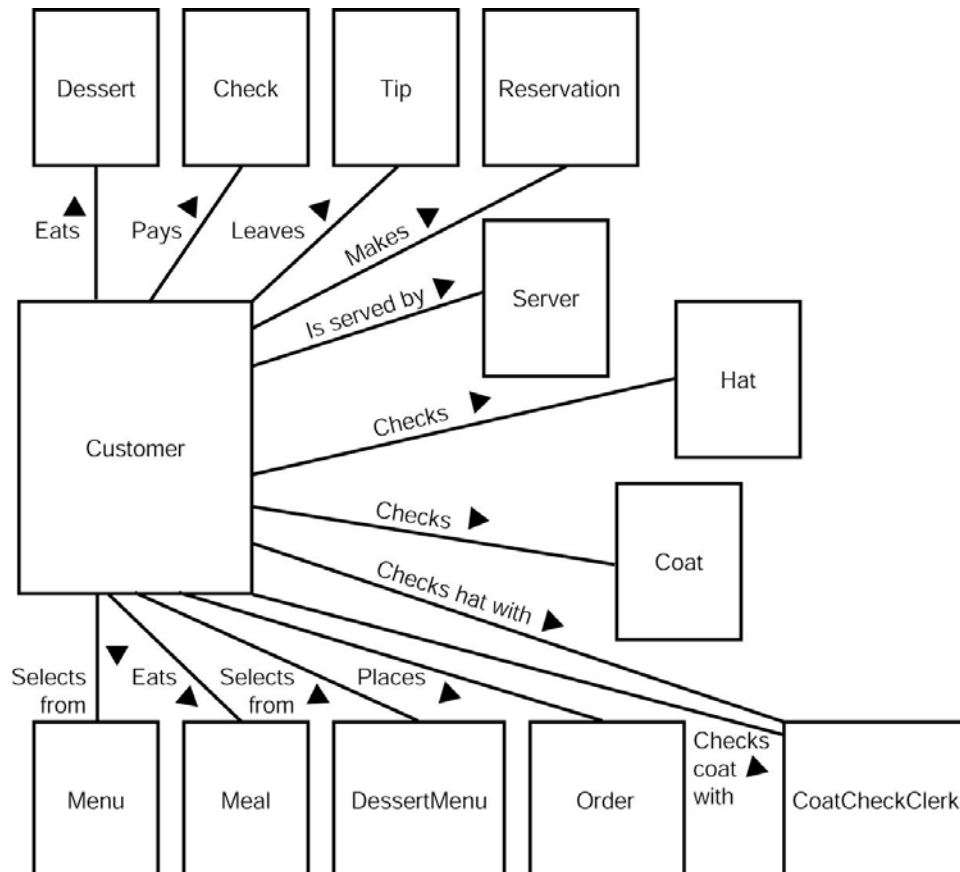 Dessert
Check
Tip
Reservation
Eats
Pays
Leaves
Makes
Is served by
Server
Hat
Customer
Checks
Checks
Coat
Checks hat with
Selects
from
Eats
Selects
from
Places
Checks
coat
with
Menu
Meal
DessertMenu
Order
CoatCheckClerk